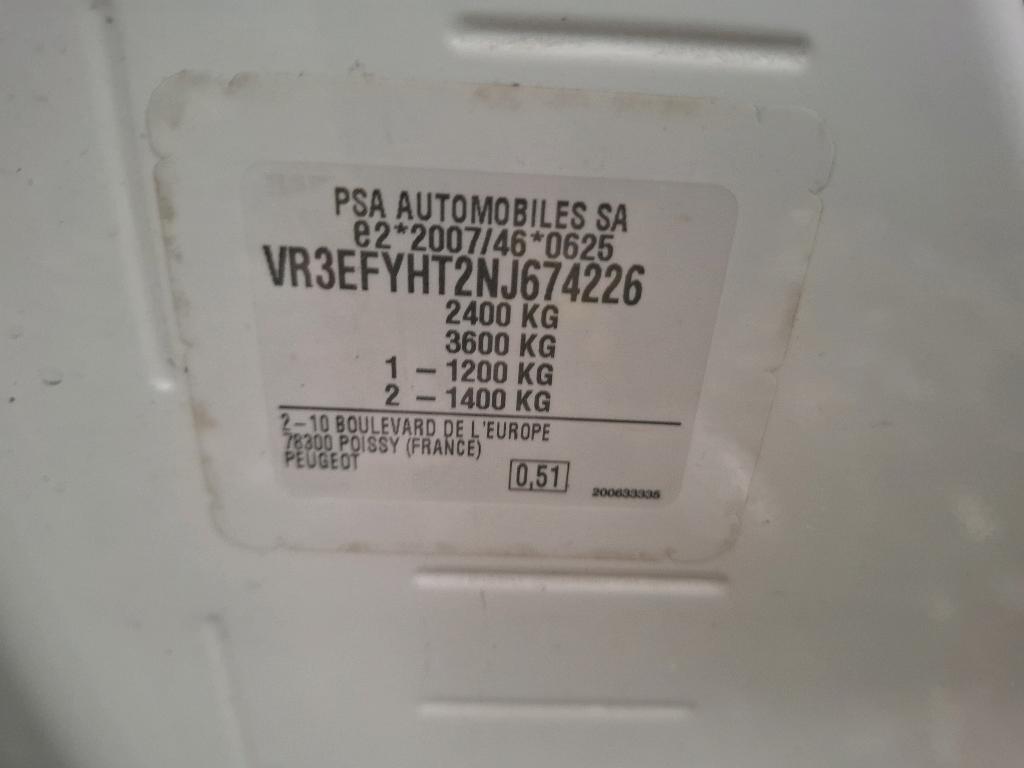 PSA AUTOMOBILES SA
e2*2007/46*0625
VR3EFYHT2NJ674226
2400 KG
3600 KG
1 – 1200 KG
2 – 1400 KG
2–10 BOULEVARD DE L'EUROPE
78300 POISSY (FRANCE)
PEUGEOT
0,51
200633335